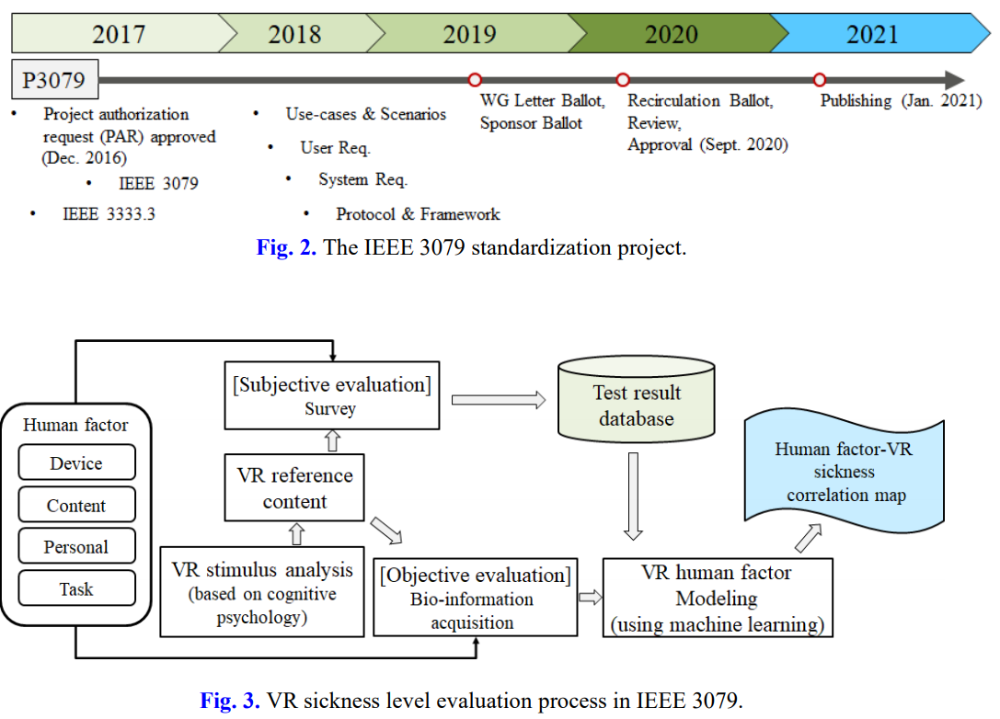 2017 2018 2019 2020 2021
P3079
• Project authorization
request (PAR) approved
(Dec. 2016)
• IEEE 3079
• IEEE 3333.3
• Use-cases & Scenarios
• User Req.
• System Req.
• Protocol & Framework
WG Letter Ballot,
Sponsor Ballot
Recirculation Ballot,
Review,
Approval (Sept. 2020)
Publishing (Jan. 2021)
Fig. 2. The IEEE 3079 standardization project.
Human factor
Device
Content
Personal
Task
[Subjective evaluation]
Survey
VR reference
content
VR stimulus analysis
(based on cognitive
psychology)
[Objective evaluation]
Bio-information
acquisition
Test result
database
VR human factor
Modeling
(using machine learning)
Human factor-VR
sickness
correlation map
Fig. 3. VR sickness level evaluation process in IEEE 3079.